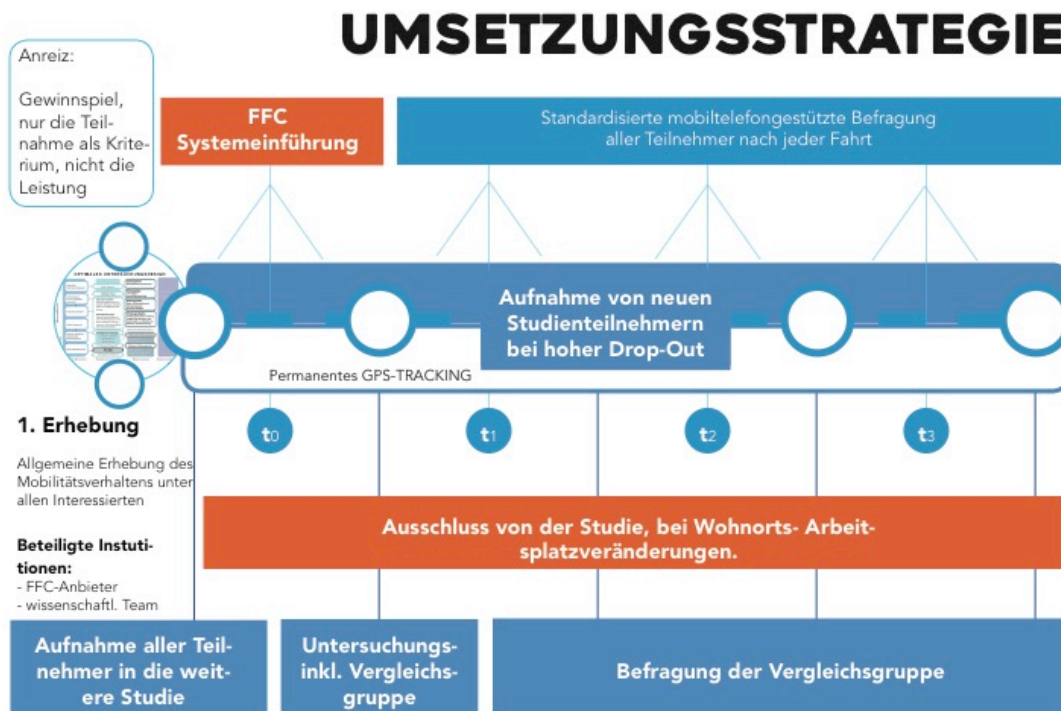 UMSETZUNGSSTRATEGIE
Anreiz:
Gewinnspiel,
nur die Teil-
nahme als Krite-
rium, nicht die
Leistung
FFC
Systemeinführung
Standardisierte mobiltelefongestützte Befragung
aller Teilnehmer nach jeder Fahrt
Aufnahme von neuen
Studienteilnehmern
bei hoher Drop-Out
Permanentes GPS-TRACKING
t0
t1
t2
t3
1. Erhebung
Allgemeine Erhebung des
Mobilitätsverhaltens unter
allen Interessierten
Beteiligte Instuti-
tionen:
- FFC-Anbieter
- wissenschaftl. Team
Ausschluss von der Studie, bei Wohnorts- Arbeit-
splatzveränderungen.
Aufnahme aller Teil-
nehmer in die weit-
ere Studie
Untersuchungs-
inkl. Vergleichs-
gruppe
Befragung der Vergleichsgruppe